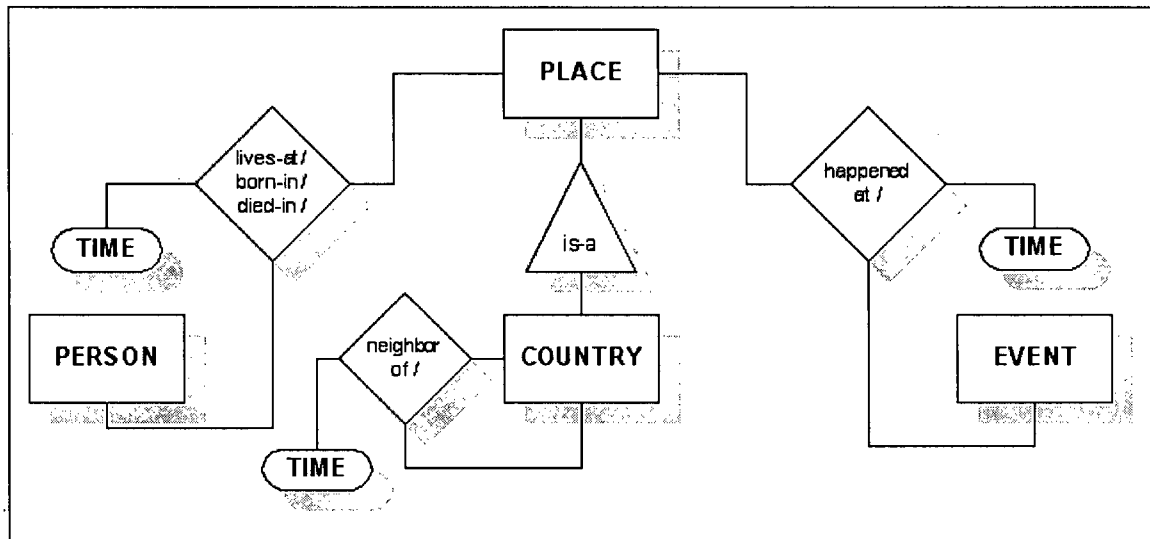 PLACE
lives-at /
born-in /
died-in /
happened
at /
TIME
is-a
TIME
PERSON
neighbor
of /
COUNTRY
EVENT
TIME